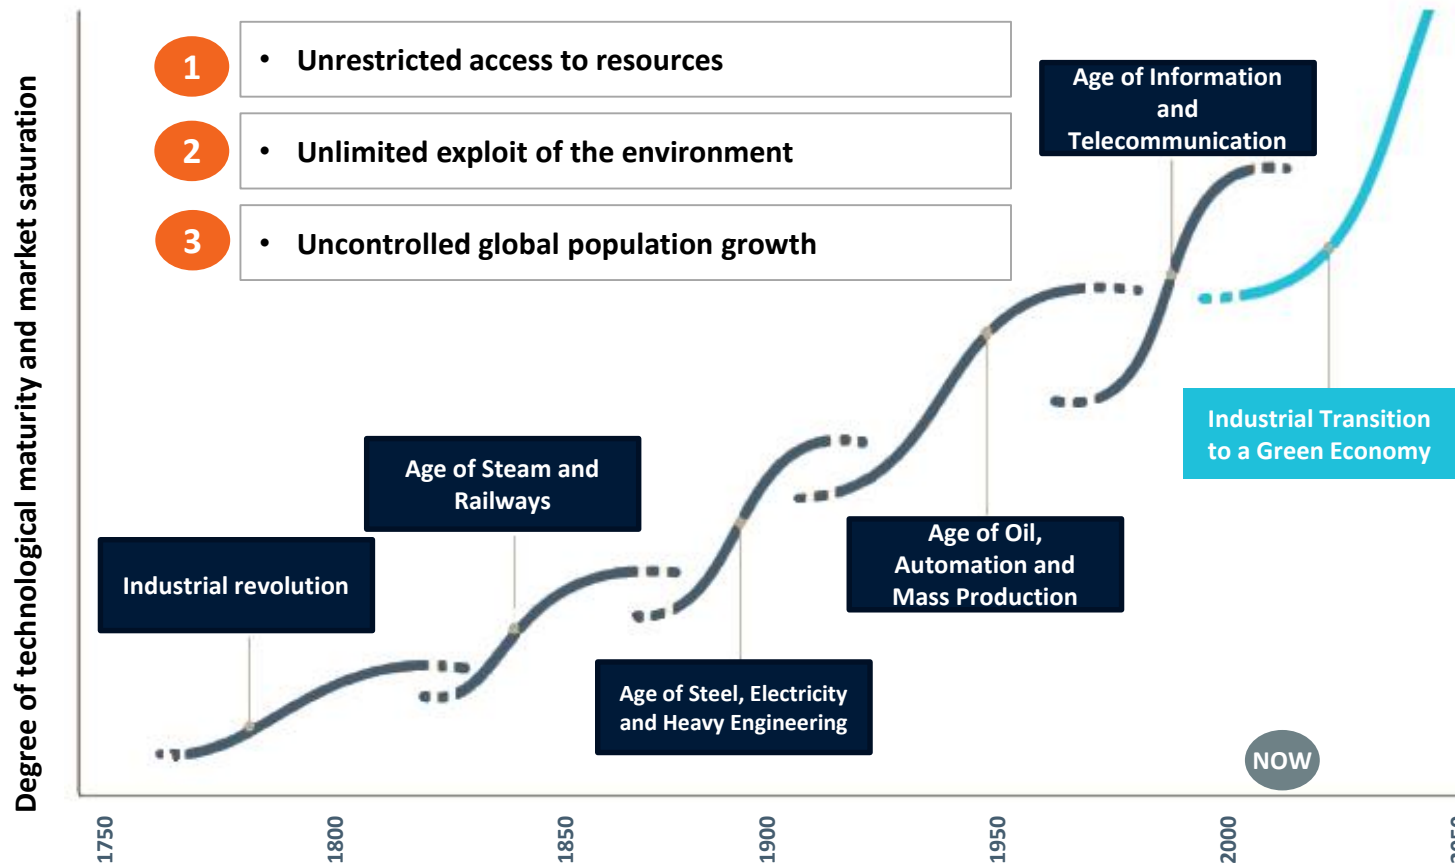 Degree of technological maturity and market saturation
1
• Unrestricted access to resources
2
• Unlimited exploit of the environment
3
• Uncontrolled global population growth
Age of Information
and
Telecommunication
Industrial Transition
to a Green Economy
Age of Steam and
Railways
Age of Oil,
Automation and
Mass Production
Industrial revolution
Age of Steel, Electricity
and Heavy Engineering
NOW
1750
1800
1850
1900
1950
2000